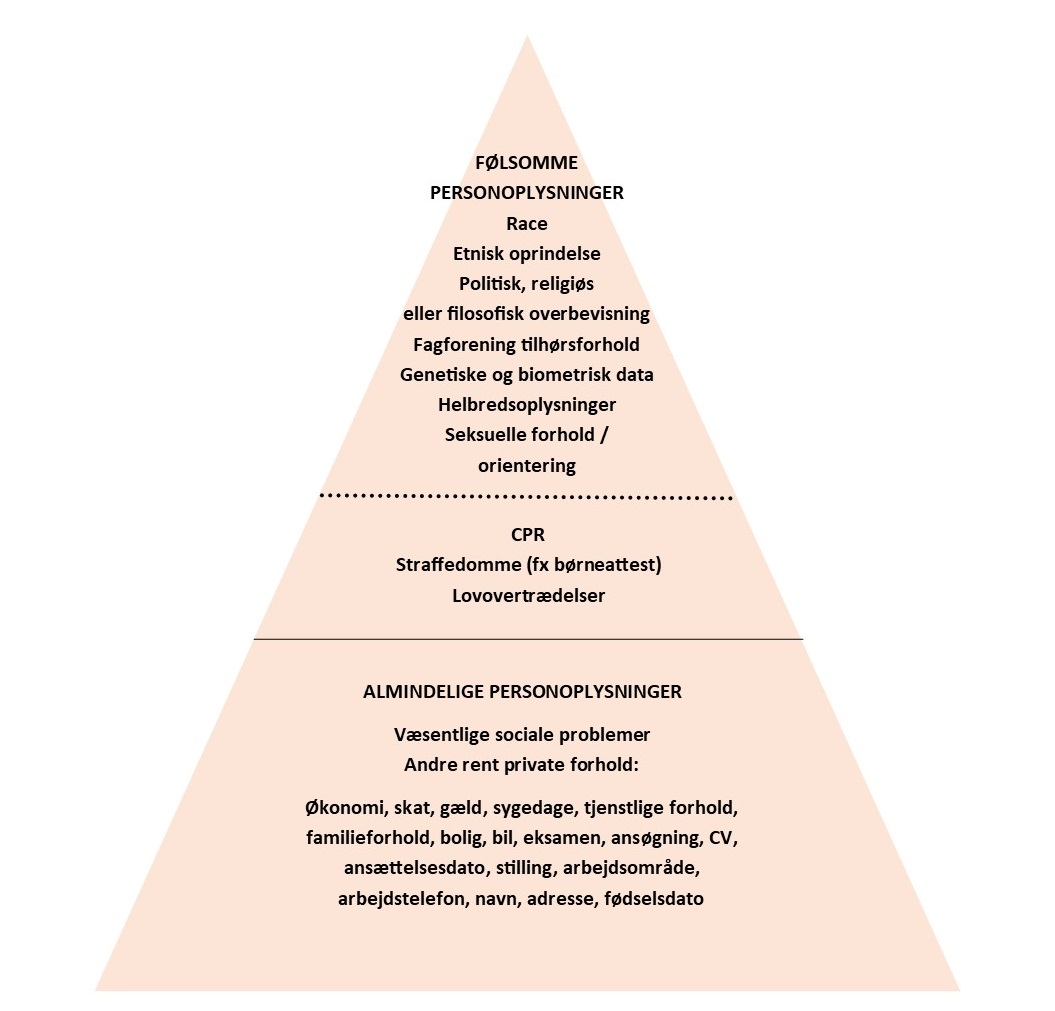 FØLSOMME
PERSONOPLYSNINGER
Race
Etnisk oprindelse
Politisk, religiøs
eller filosofisk overbevisning
Fagforening tilhørsforhold
Genetiske og biometrisk data
Helbredsoplysninger
Seksuelle forhold /
orientering
CPR
Straffedomme (fx børneattest)
Lovovertrædelser
ALMINDELIGE PERSONOPLYSNINGER
Væsentlige sociale problemer
Andre rent private forhold:
Økonomi, skat, gæld, sygedage, tjenstlige forhold,
familieforhold, bolig, bil, eksamen, ansøgning, CV,
ansættelsesdato, stilling, arbejdsområde,
arbejdstelefon, navn, adresse, fødselsdato